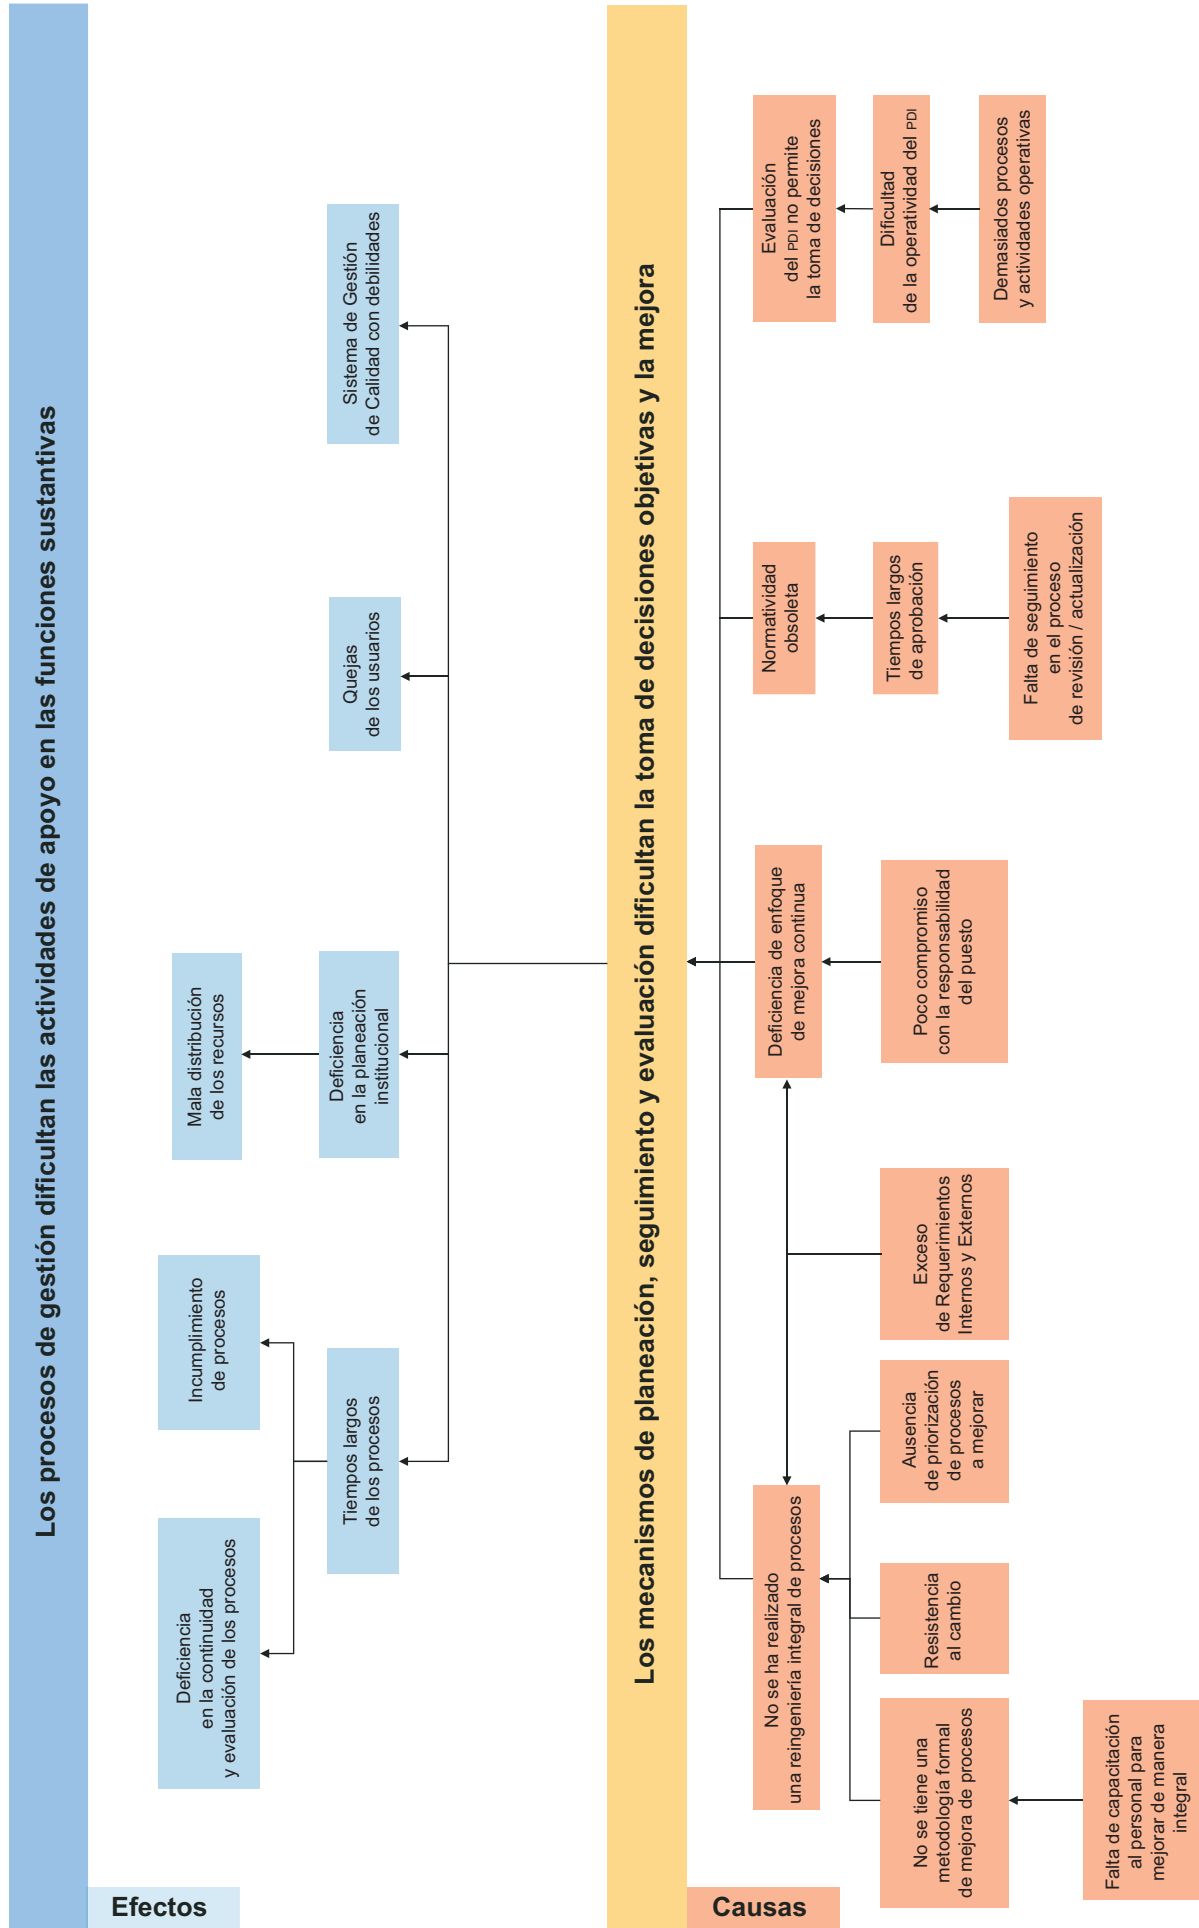 Los procesos de gestión dificultan las actividades de apoyo en las funciones sustantivas
Efectos
Deficiencia
en la continuidad
y evaluación de los procesos
Incumplimiento
de procesos
Mala distribución
de los recursos
Tiempos largos
de los procesos
Deficiencia
en la planeación
institucional
Quejas
de los usuarios
Sistema de Gestión
de Calidad con debilidades
Los mecanismos de planeación, seguimiento y evaluación dificultan la toma de decisiones objetivas y la mejora
Causas
No se ha realizado
una reingeniería integral de procesos
Deficiencia de enfoque
de mejora continua
Normatividad
obsoleta
Evaluación
del PDI no permite
la toma de decisiones
No se tiene una
metodología formal
de mejora de procesos
Resistencia
al cambio
Ausencia
de priorización
de procesos
a mejorar
Exceso
de Requerimientos
Internos y Externos
Poco compromiso
con la responsabilidad
del puesto
Tiempos largos
de aprobación
Dificultad
de la operatividad del PDI
Falta de capacitación
al personal para
mejorar de manera
integral
Falta de seguimiento
en el proceso
de revisión / actualización
Demasiados procesos
y actividades operativas